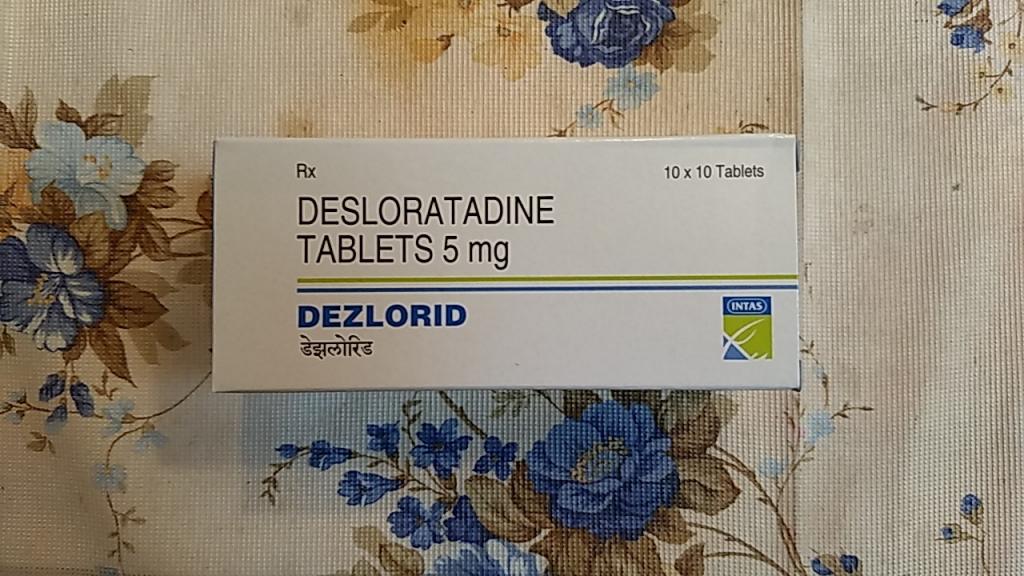 Rx
10 x 10 Tablets
DESLORATADINE
TABLETS 5 mg
DEZLORID
डेझलोरिड
INTAS